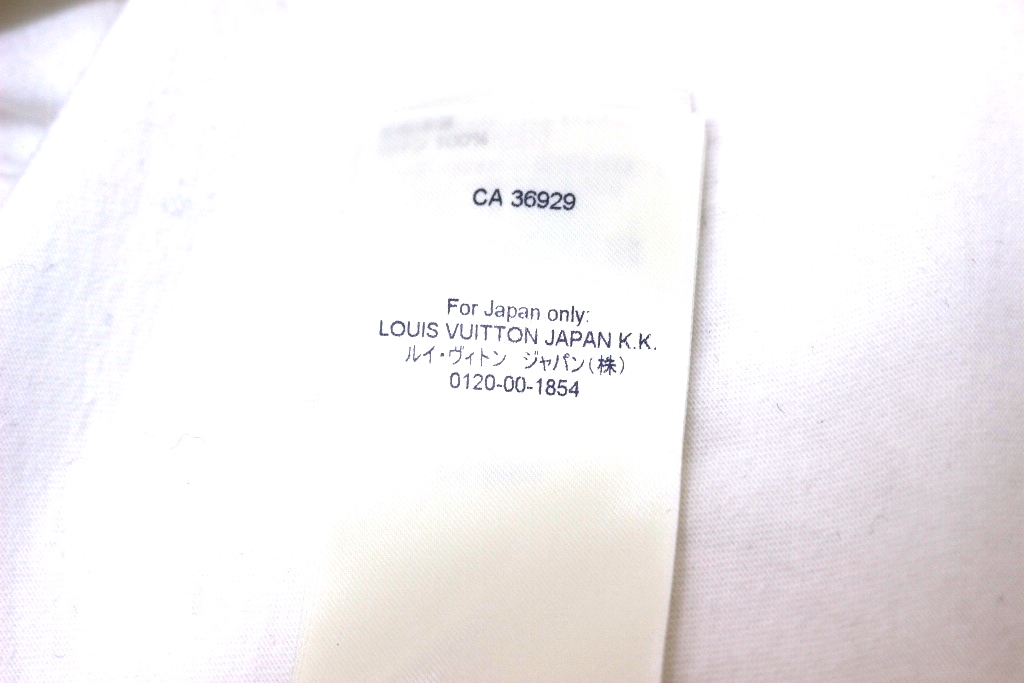 100%
CA 36929
For Japan only:
LOUIS VUITTON JAPAN K.K.
ルイ・ヴィトン ジャパン(株)
0120-00-1854